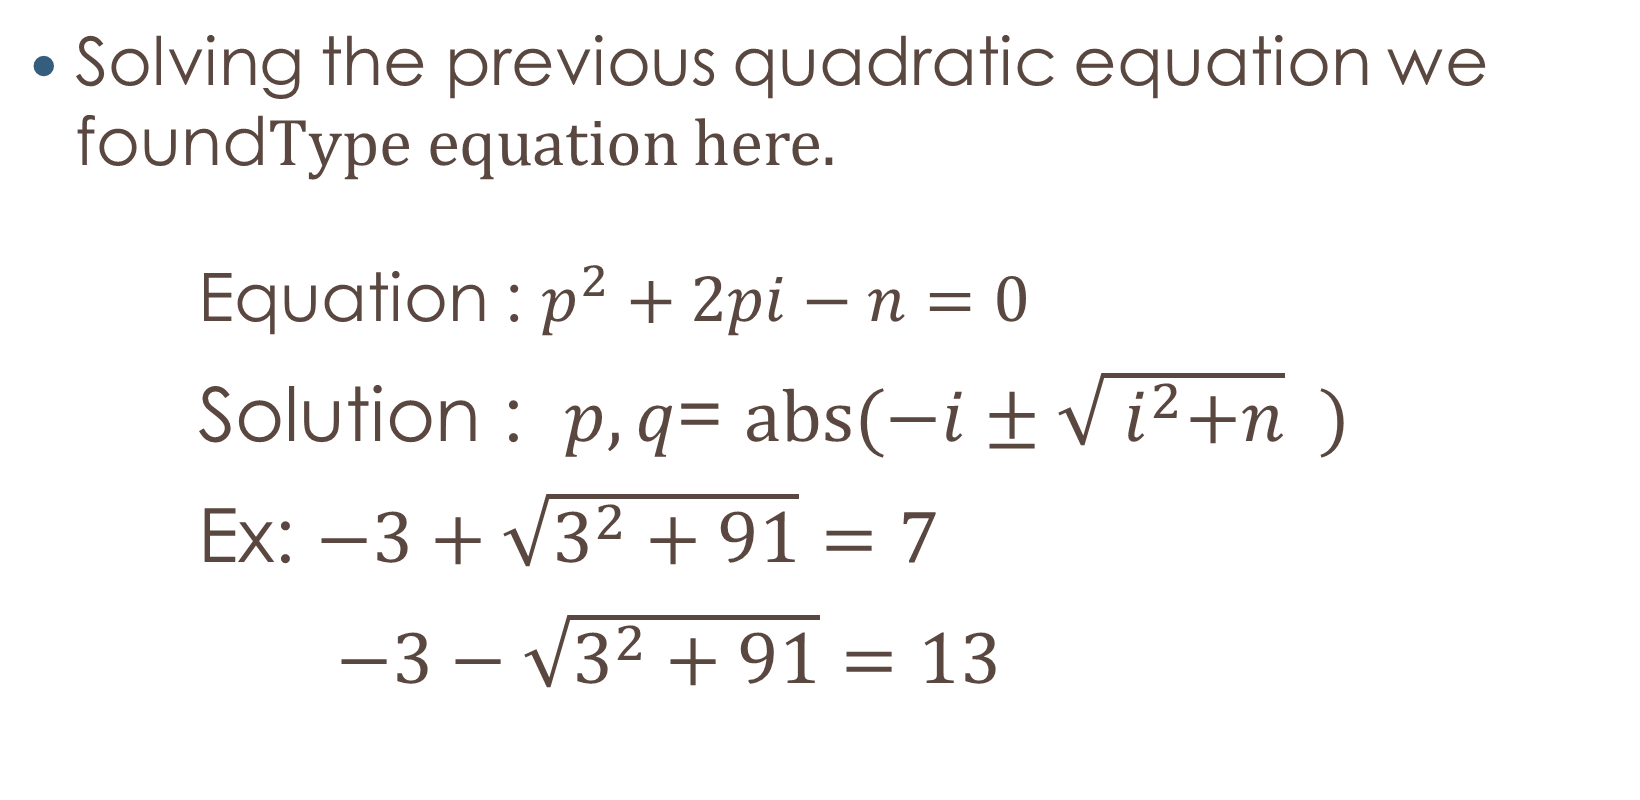 • Solving the previous quadratic equation we
foundType equation here.
Equation : p² + 2pi − n = 0
Solution : p, q= abs(−i ± √(i²+n) )
Ex: −3 + √(3² + 91) = 7
−3 − √(3² + 91) = 13